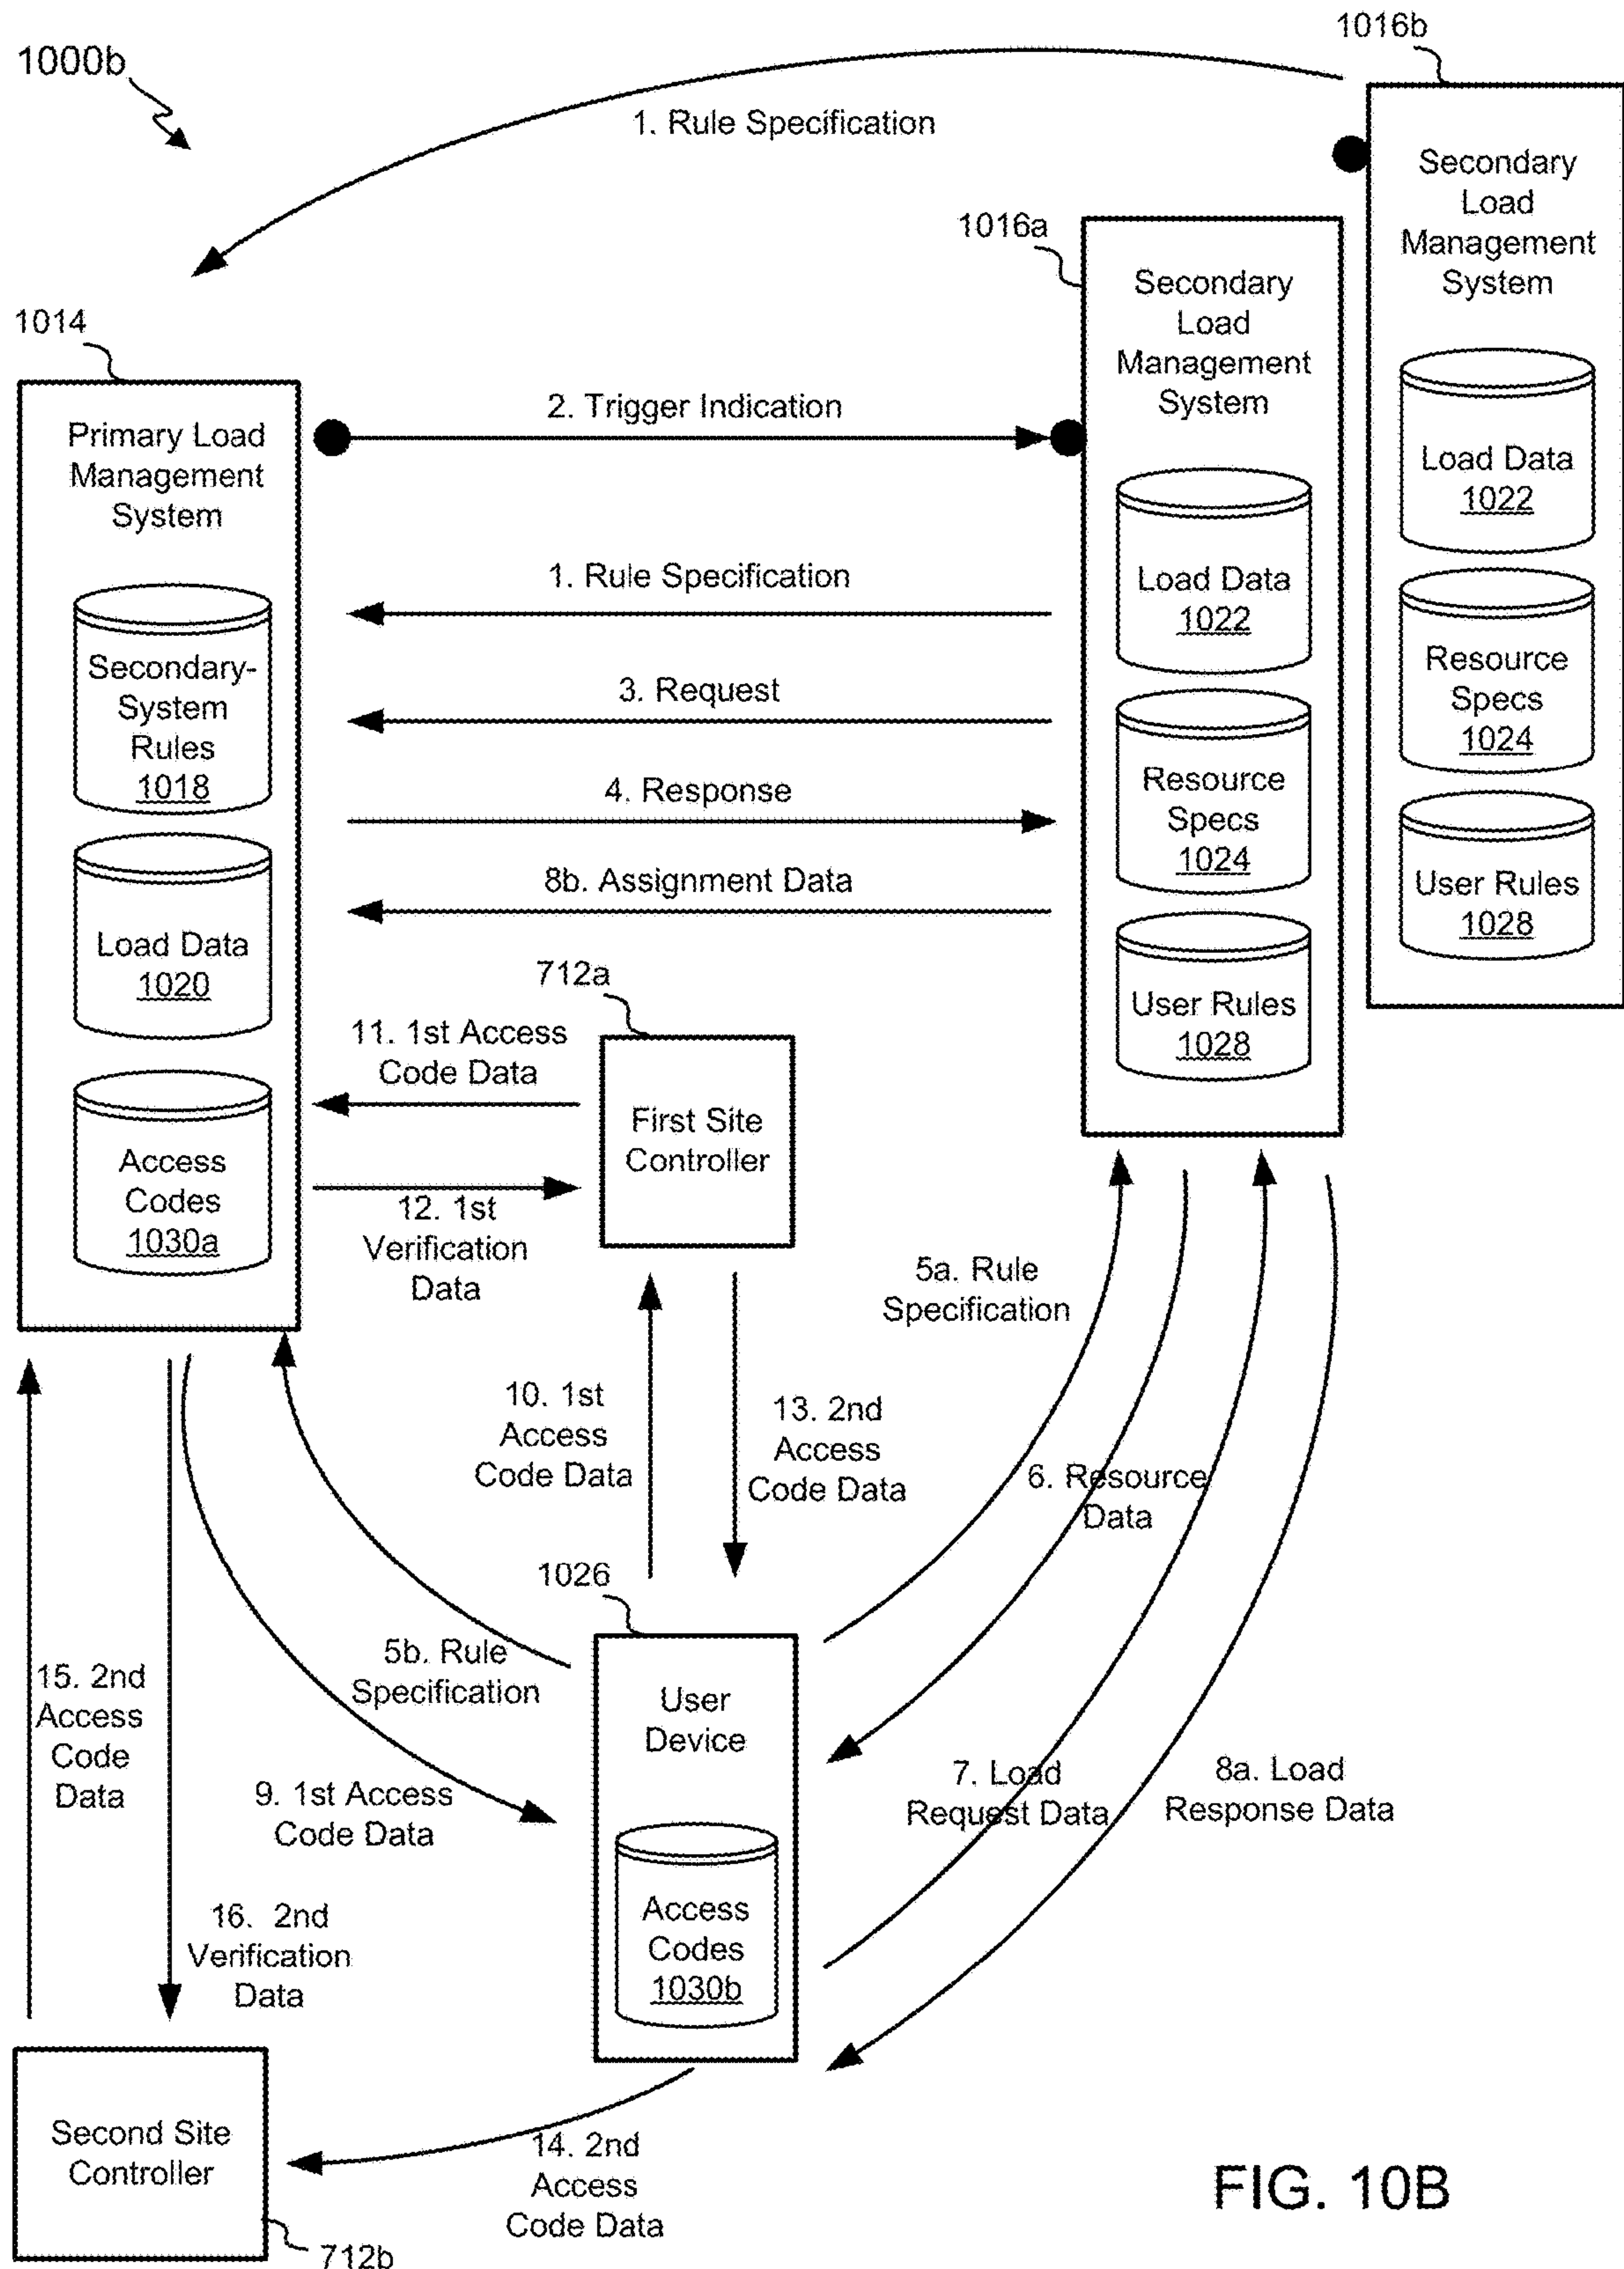 1016b
1000b
1. Rule Specification
Secondary
Load
Management
System
1016a
Secondary
Load
Management
System
1014
Load Data
1022
Primary Load
Management
System
2. Trigger Indication
Load Data
1022
1. Rule Specification
Resource
Specs
1024
Secondary-
System
Rules
1018
3. Request
Resource
Specs
1024
4. Response
User Rules
1028
8b. Assignment Data
Load Data
1020
User Rules
1028
712a
11. 1st Access
Code Data
First Site
Controller
Access
Codes
1030a
12. 1st
Verification
Data
5a. Rule
Specification
10. 1st
Access
Code Data
13. 2nd
Access
Code Data
6. Resource
Data
1026
5b. Rule
Specification
15. 2nd
Access
Code
Data
User
Device
7. Load
Request Data
8a. Load
Response Data
9. 1st Access
Code Data
Access
Codes
1030b
16. 2nd
Verification
Data
Second Site
Controller
14. 2nd
Access
Code Data
712b
FIG. 10B